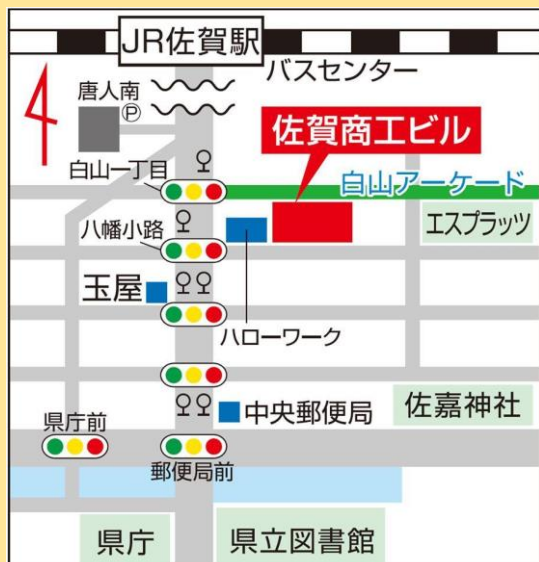 JR佐賀駅
バスセンター
唐人南
P
佐賀商工ビル
白山一丁目
白山アーケード
エスプラッツ
八幡小路
玉屋
ハローワーク
中央郵便局
佐嘉神社
県庁前
郵便局前
県庁
県立図書館